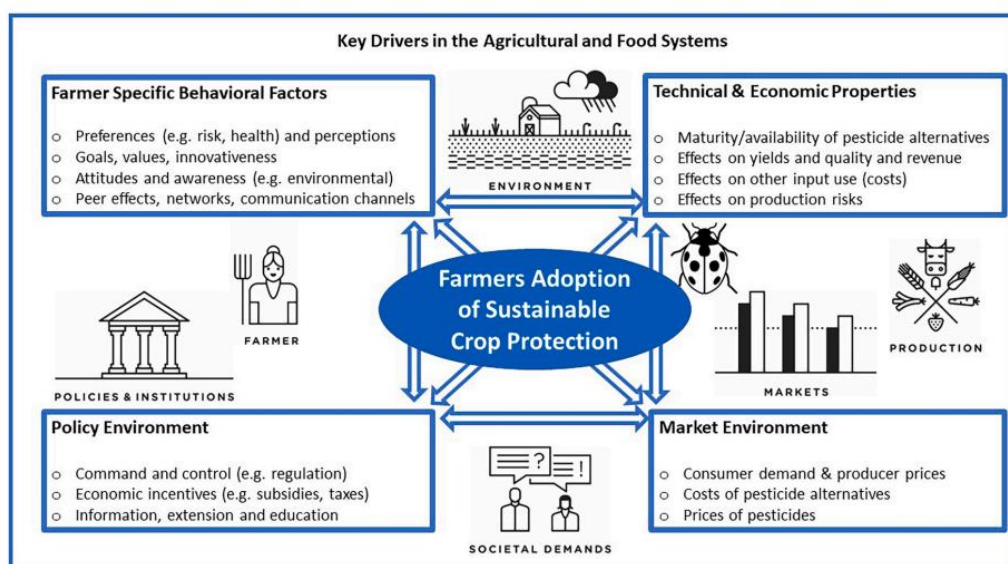 Key Drivers in the Agricultural and Food Systems
Farmer Specific Behavioral Factors
o Preferences (e.g. risk, health) and perceptions
o Goals, values, innovativeness
o Attitudes and awareness (e.g. environmental)
o Peer effects, networks, communication channels
ENVIRONMENT
Technical & Economic Properties
o Maturity/availability of pesticide alternatives
o Effects on yields and quality and revenue
o Effects on other input use (costs)
o Effects on production risks
FARMER
POLICIES & INSTITUTIONS
Farmers Adoption
of Sustainable
Crop Protection
MARKETS
PRODUCTION
Policy Environment
o Command and control (e.g. regulation)
o Economic incentives (e.g. subsidies, taxes)
o Information, extension and education
?
!
SOCIETAL DEMANDS
Market Environment
o Consumer demand & producer prices
o Costs of pesticide alternatives
o Prices of pesticides